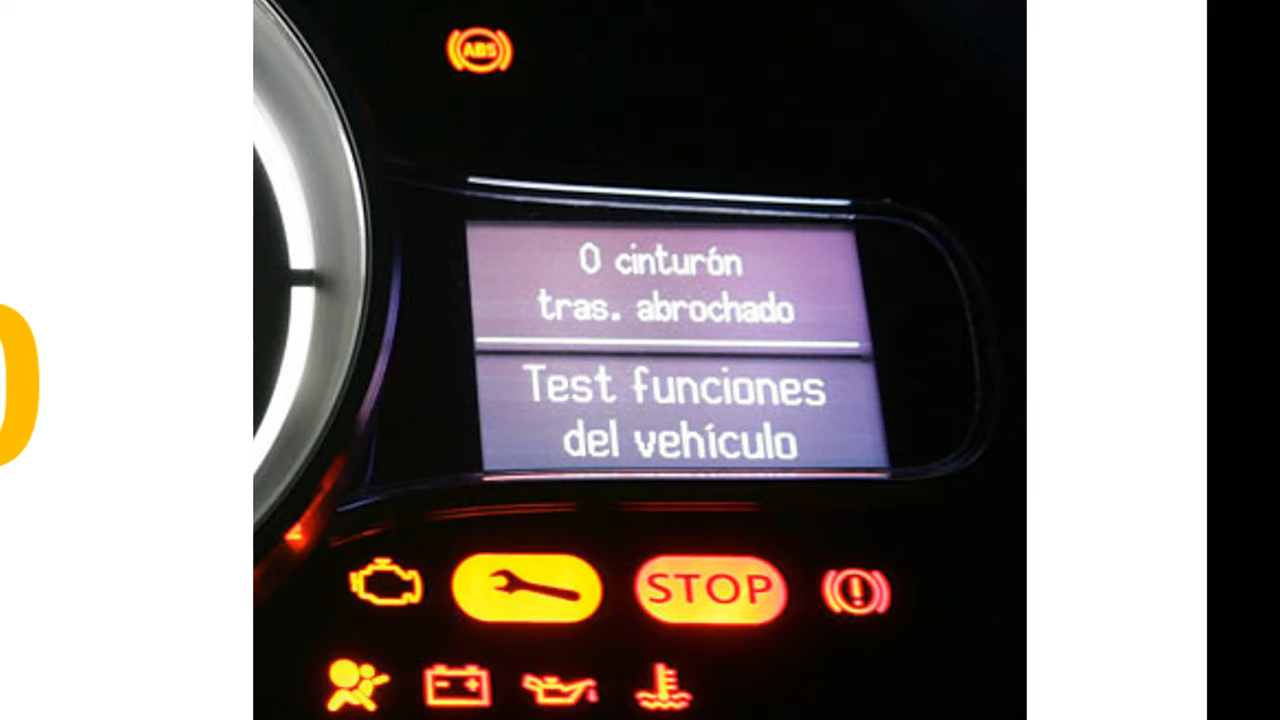 ABS
0 cinturón
tras. abrochado
Test funciones
del vehículo
STOP